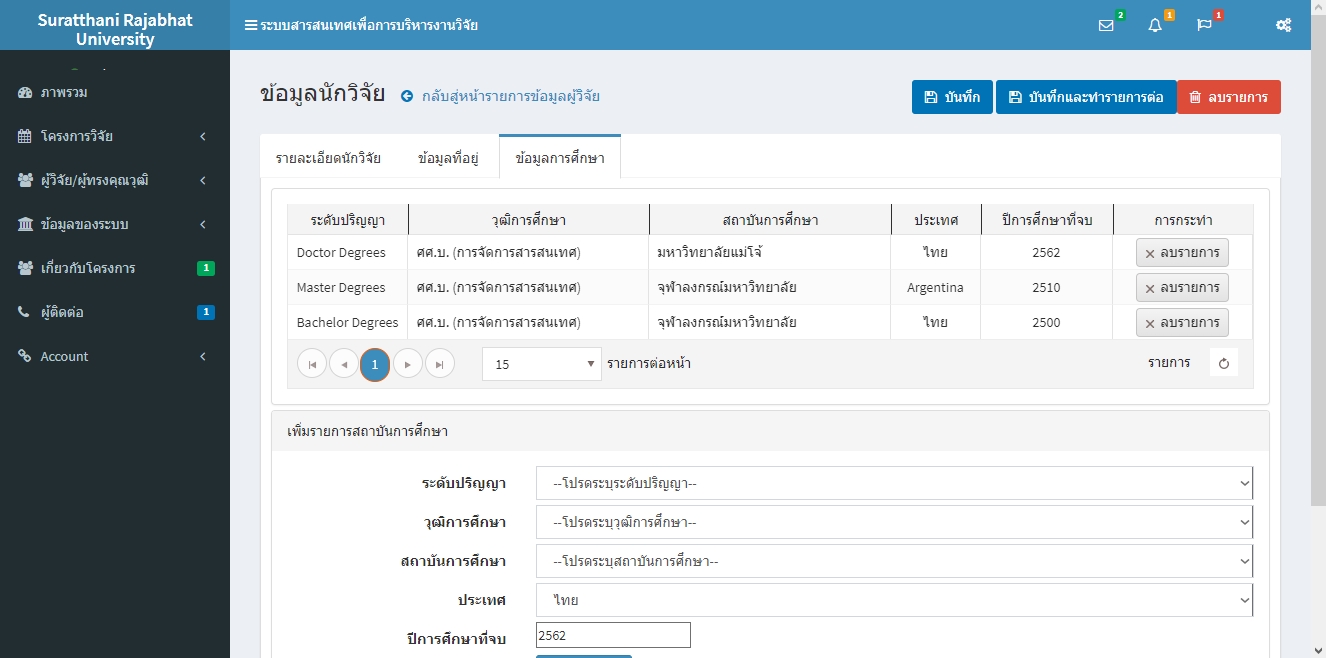 Suratthani Rajabhat
University
ระบบสารสนเทศเพื่อการบริหารงานวิจัย
2
1
1
ภาพรวม
โครงการวิจัย
ผู้วิจัย/ผู้ทรงคุณวุฒิ
ข้อมูลของระบบ
เกี่ยวกับโครงการ 1
ผู้ติดต่อ 1
Account
ข้อมูลนักวิจัย กลับสู่หน้ารายการข้อมูลผู้วิจัย
บันทึก บันทึกและทำรายการต่อ ลบรายการ
รายละเอียดนักวิจัย ข้อมูลที่อยู่ ข้อมูลการศึกษา
ระดับปริญญา วุฒิการศึกษา สถาบันการศึกษา ประเทศ ปีการศึกษาที่จบ การกระทำ
Doctor Degrees ศศ.บ. (การจัดการสารสนเทศ) มหาวิทยาลัยแม่โจ้ ไทย 2562 ลบรายการ
Master Degrees ศศ.บ. (การจัดการสารสนเทศ) จุฬาลงกรณ์มหาวิทยาลัย Argentina 2510 ลบรายการ
Bachelor Degrees ศศ.บ. (การจัดการสารสนเทศ) จุฬาลงกรณ์มหาวิทยาลัย ไทย 2500 ลบรายการ
1 15 รายการต่อหน้า รายการ
เพิ่มรายการสถาบันการศึกษา
ระดับปริญญา --โปรดระบุระดับปริญญา--
วุฒิการศึกษา --โปรดระบุวุฒิการศึกษา--
สถาบันการศึกษา --โปรดระบุสถาบันการศึกษา--
ประเทศ ไทย
ปีการศึกษาที่จบ 2562